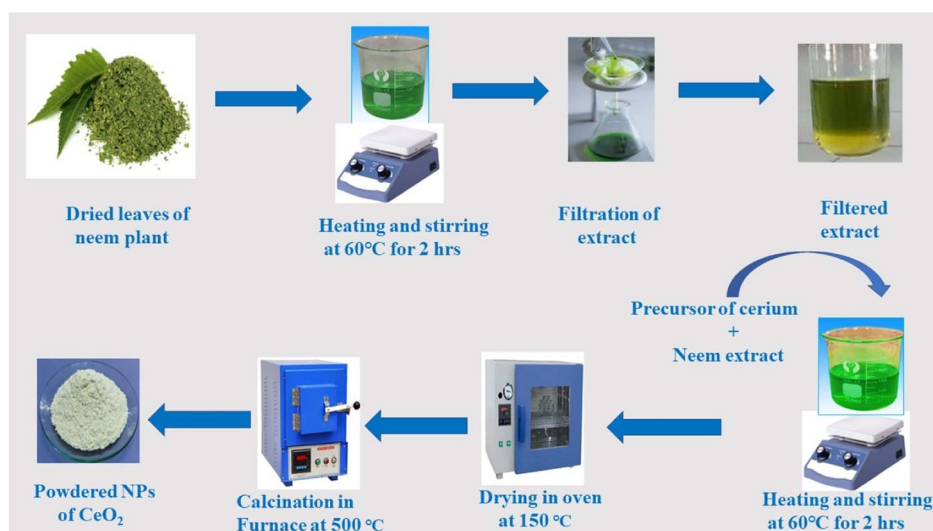 Dried leaves of
neem plant
Heating and stirring
at 60°C for 2 hrs
Filtration of
extract
Filtered
extract
Precursor of cerium
+
Neem extract
Heating and stirring
at 60°C for 2 hrs
Drying in oven
at 150 °C
Calcination in
Furnace at 500 °C
Powdered NPs
of CeO₂